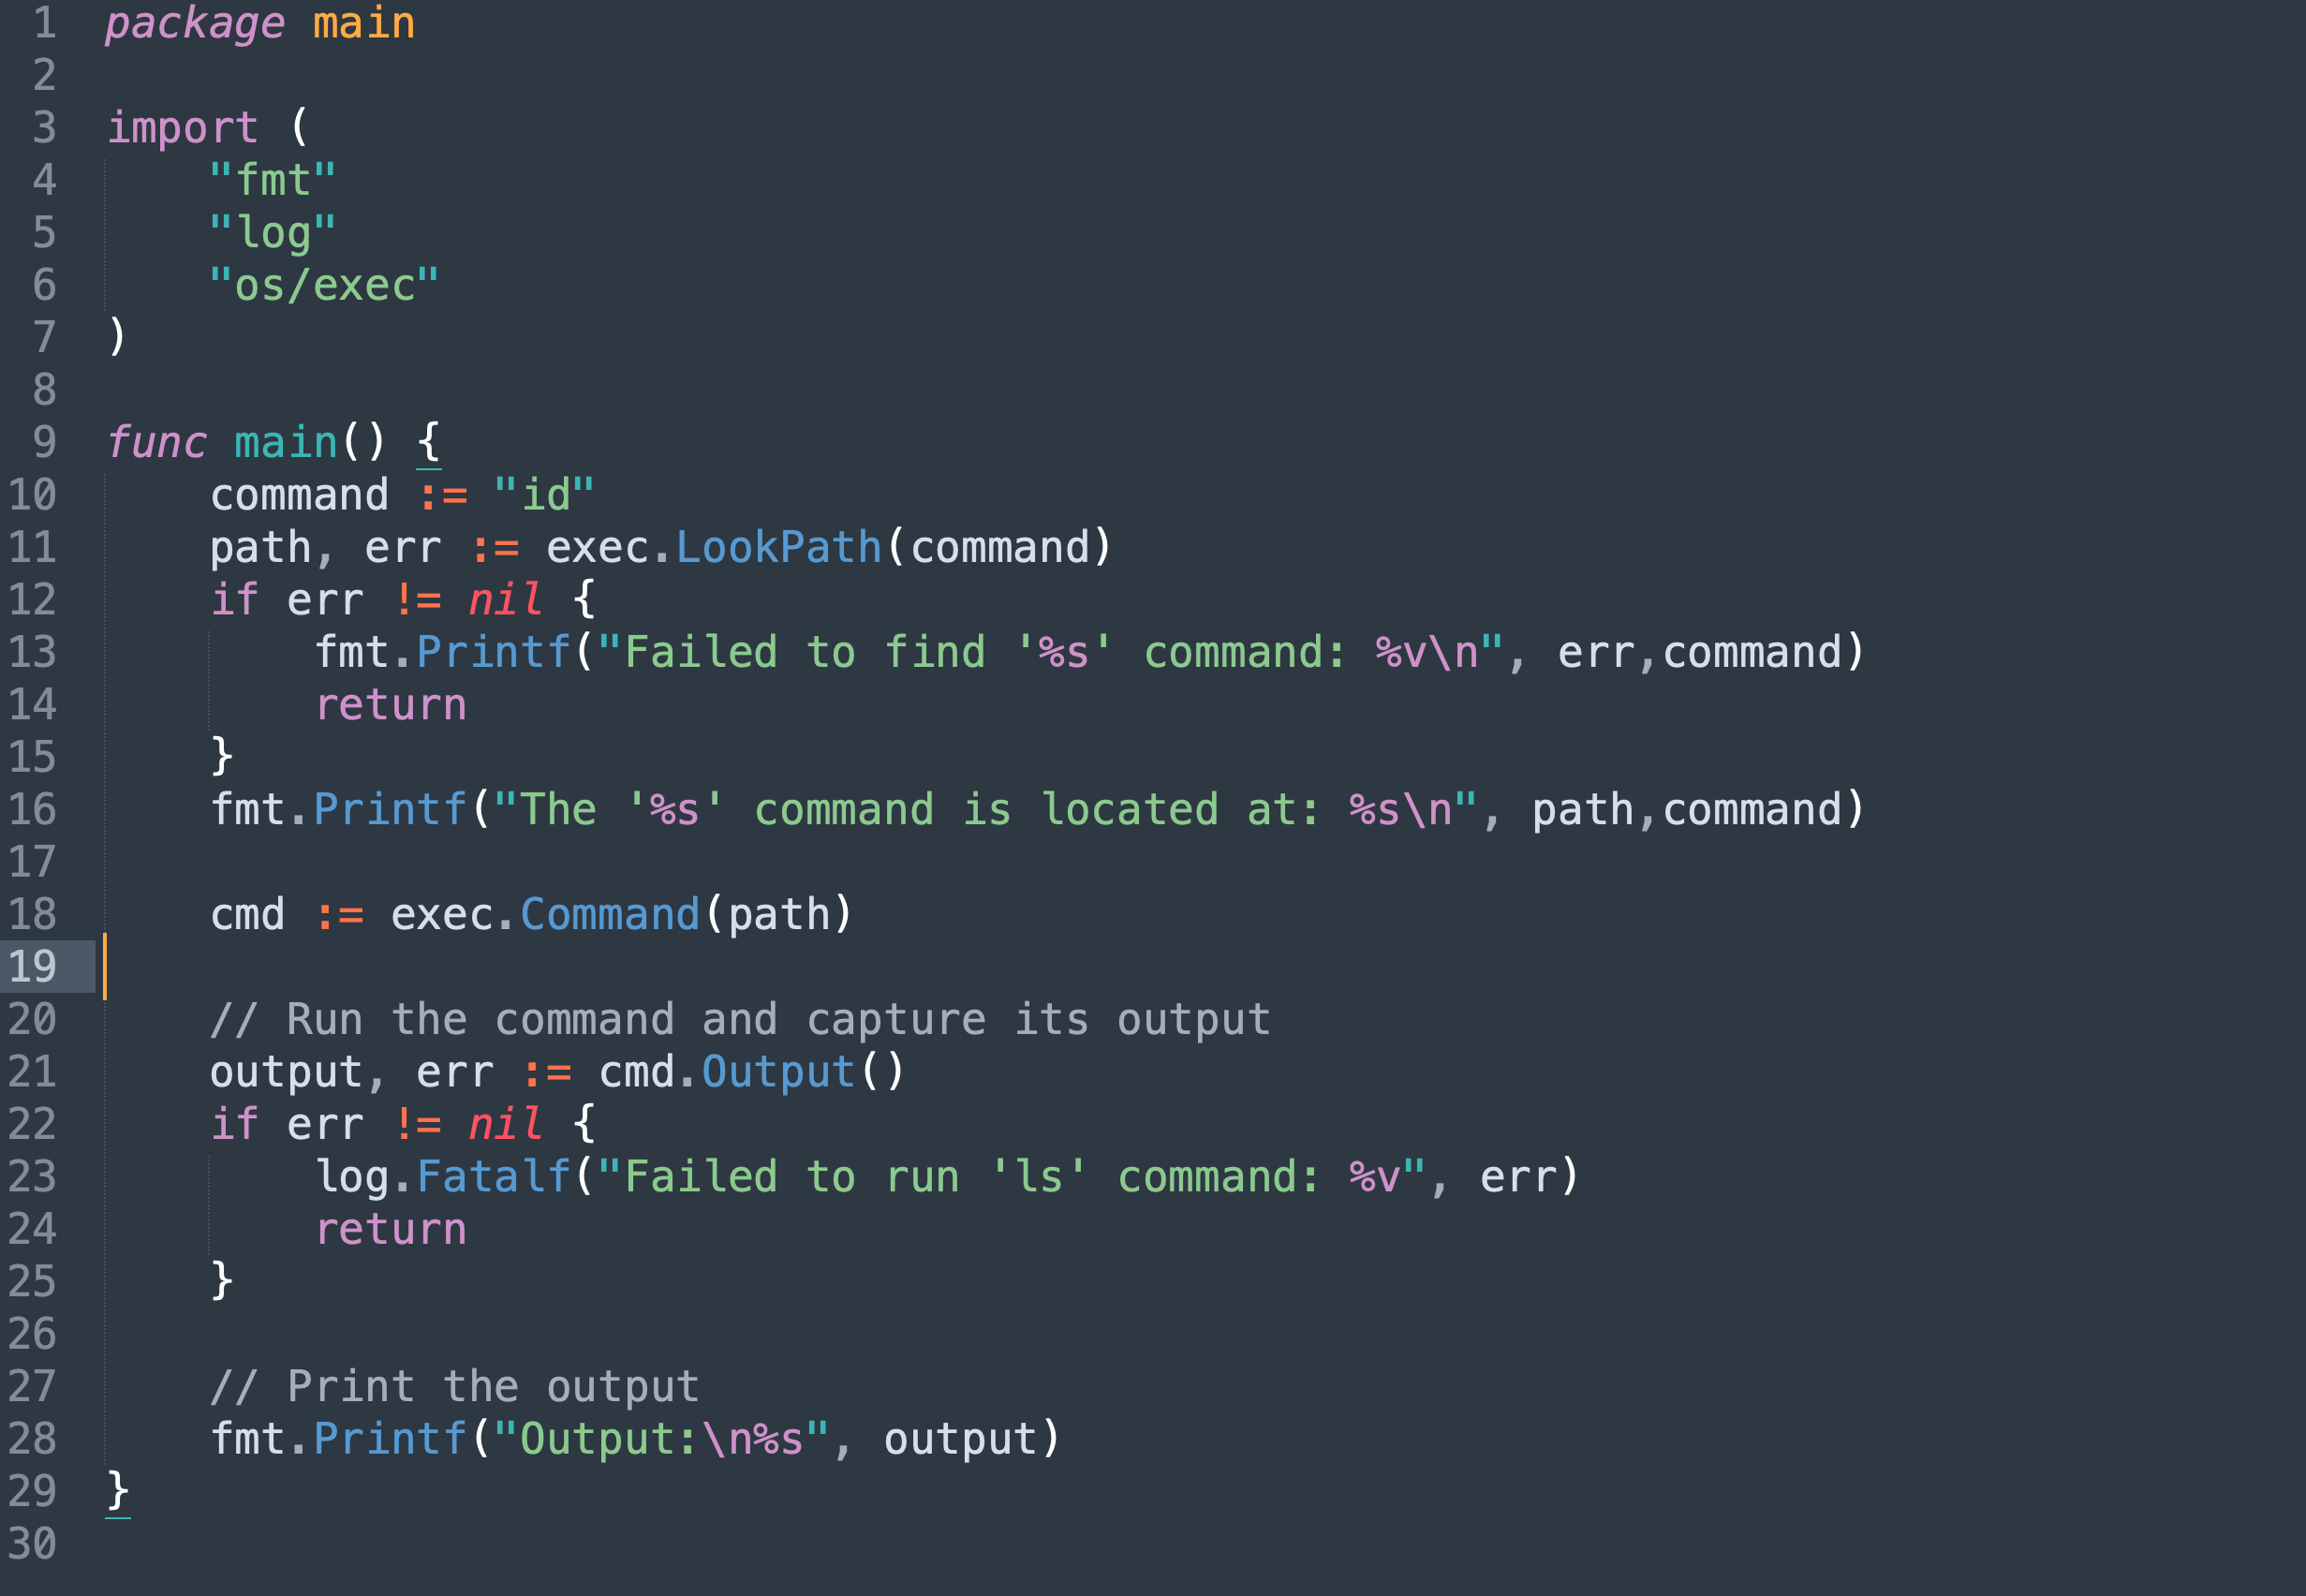 1 package main
2
3 import (
4     "fmt"
5     "log"
6     "os/exec"
7 )
8
9 func main() {
10     command := "id"
11     path, err := exec.LookPath(command)
12     if err != nil {
13         fmt.Printf("Failed to find '%s' command: %v\n", err,command)
14         return
15     }
16     fmt.Printf("The '%s' command is located at: %s\n", path,command)
17
18     cmd := exec.Command(path)
19
20     // Run the command and capture its output
21     output, err := cmd.Output()
22     if err != nil {
23         log.Fatalf("Failed to run 'ls' command: %v", err)
24         return
25     }
26
27     // Print the output
28     fmt.Printf("Output:\n%s", output)
29 }
30